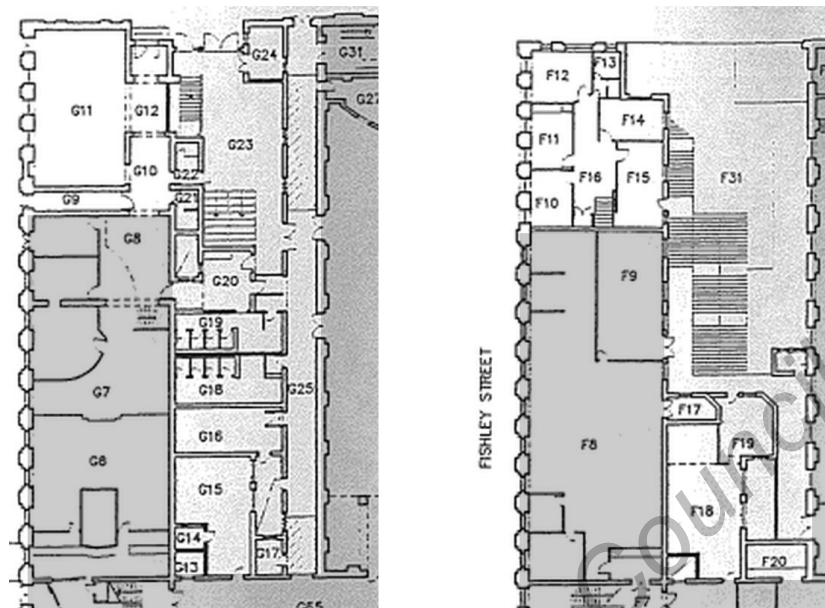 G24
G31
G27
G11
G12
G23
G10
G22
G9
G21
G8
G20
G19
G7
G18
G25
G16
G6
G15
G14
G17
G13
G55
F12
F13
F14
F11
F16
F15
F31
F10
F9
FISHLEY STREET
F17
F8
F19
F18
F20
Council